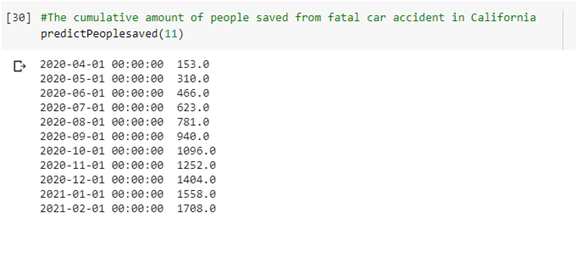 [30] #The cumulative amount of people saved from fatal car accident in California
predictPeoplesaved(11)
2020-04-01 00:00:00 153.0
2020-05-01 00:00:00 310.0
2020-06-01 00:00:00 466.0
2020-07-01 00:00:00 623.0
2020-08-01 00:00:00 781.0
2020-09-01 00:00:00 940.0
2020-10-01 00:00:00 1096.0
2020-11-01 00:00:00 1252.0
2020-12-01 00:00:00 1404.0
2021-01-01 00:00:00 1558.0
2021-02-01 00:00:00 1708.0